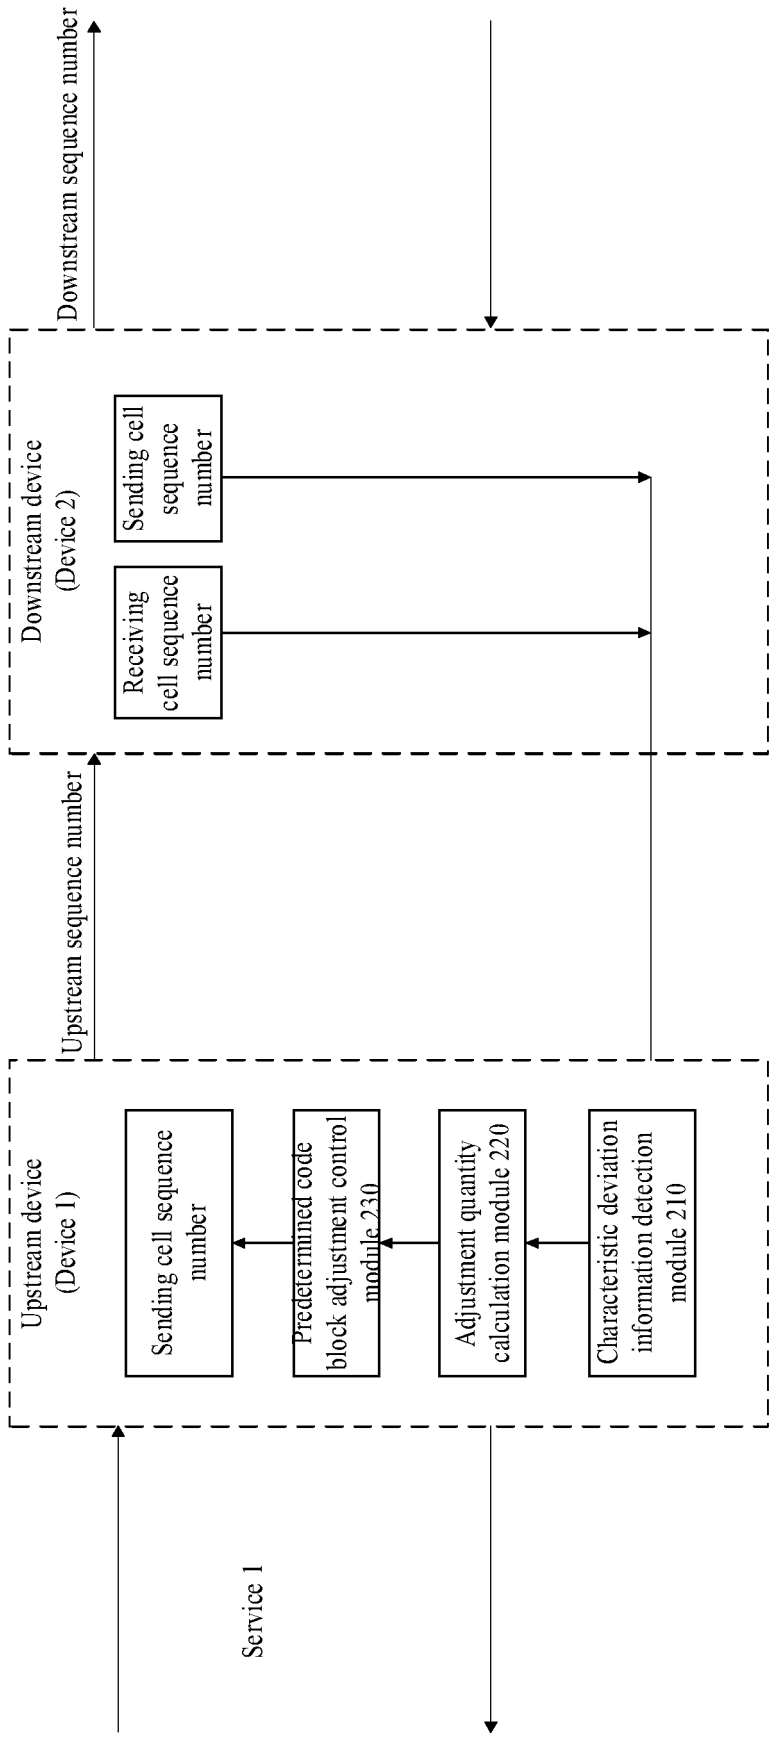 Service 1
Upstream device
(Device 1)
Sending cell sequence
number
Predetermined code
block adjustment control
module 230
Adjustment quantity
calculation module 220
Characteristic deviation
information detection
module 210
Upstream sequence number
Downstream device
(Device 2)
Receiving
cell sequence
number
Sending cell
sequence
number
Downstream sequence number